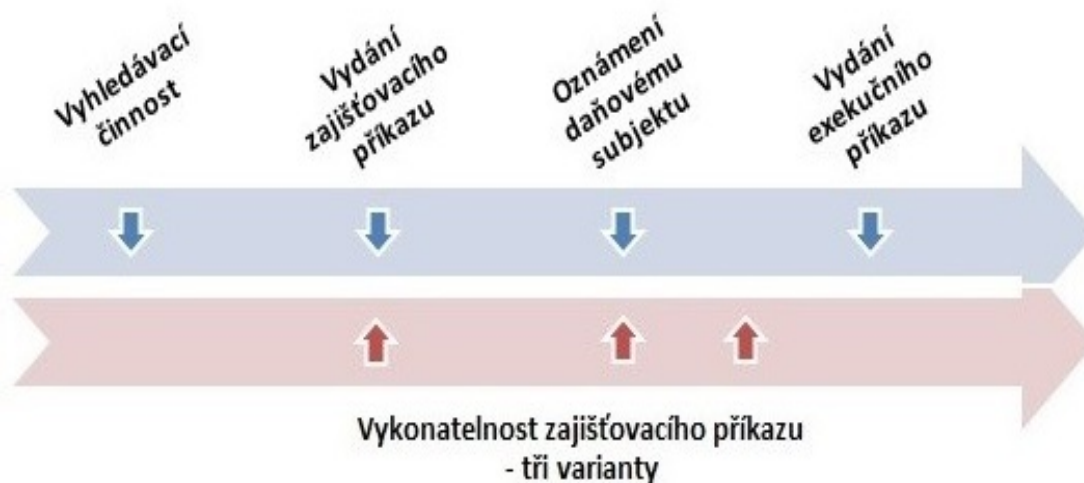 Vyhledávací
činnost
Vydání
zajišťovacího
příkazu
Oznámení
daňovému
subjektu
Vydání
exekučního
příkazu
Vykonatelnost zajišťovacího příkazu
- tři varianty